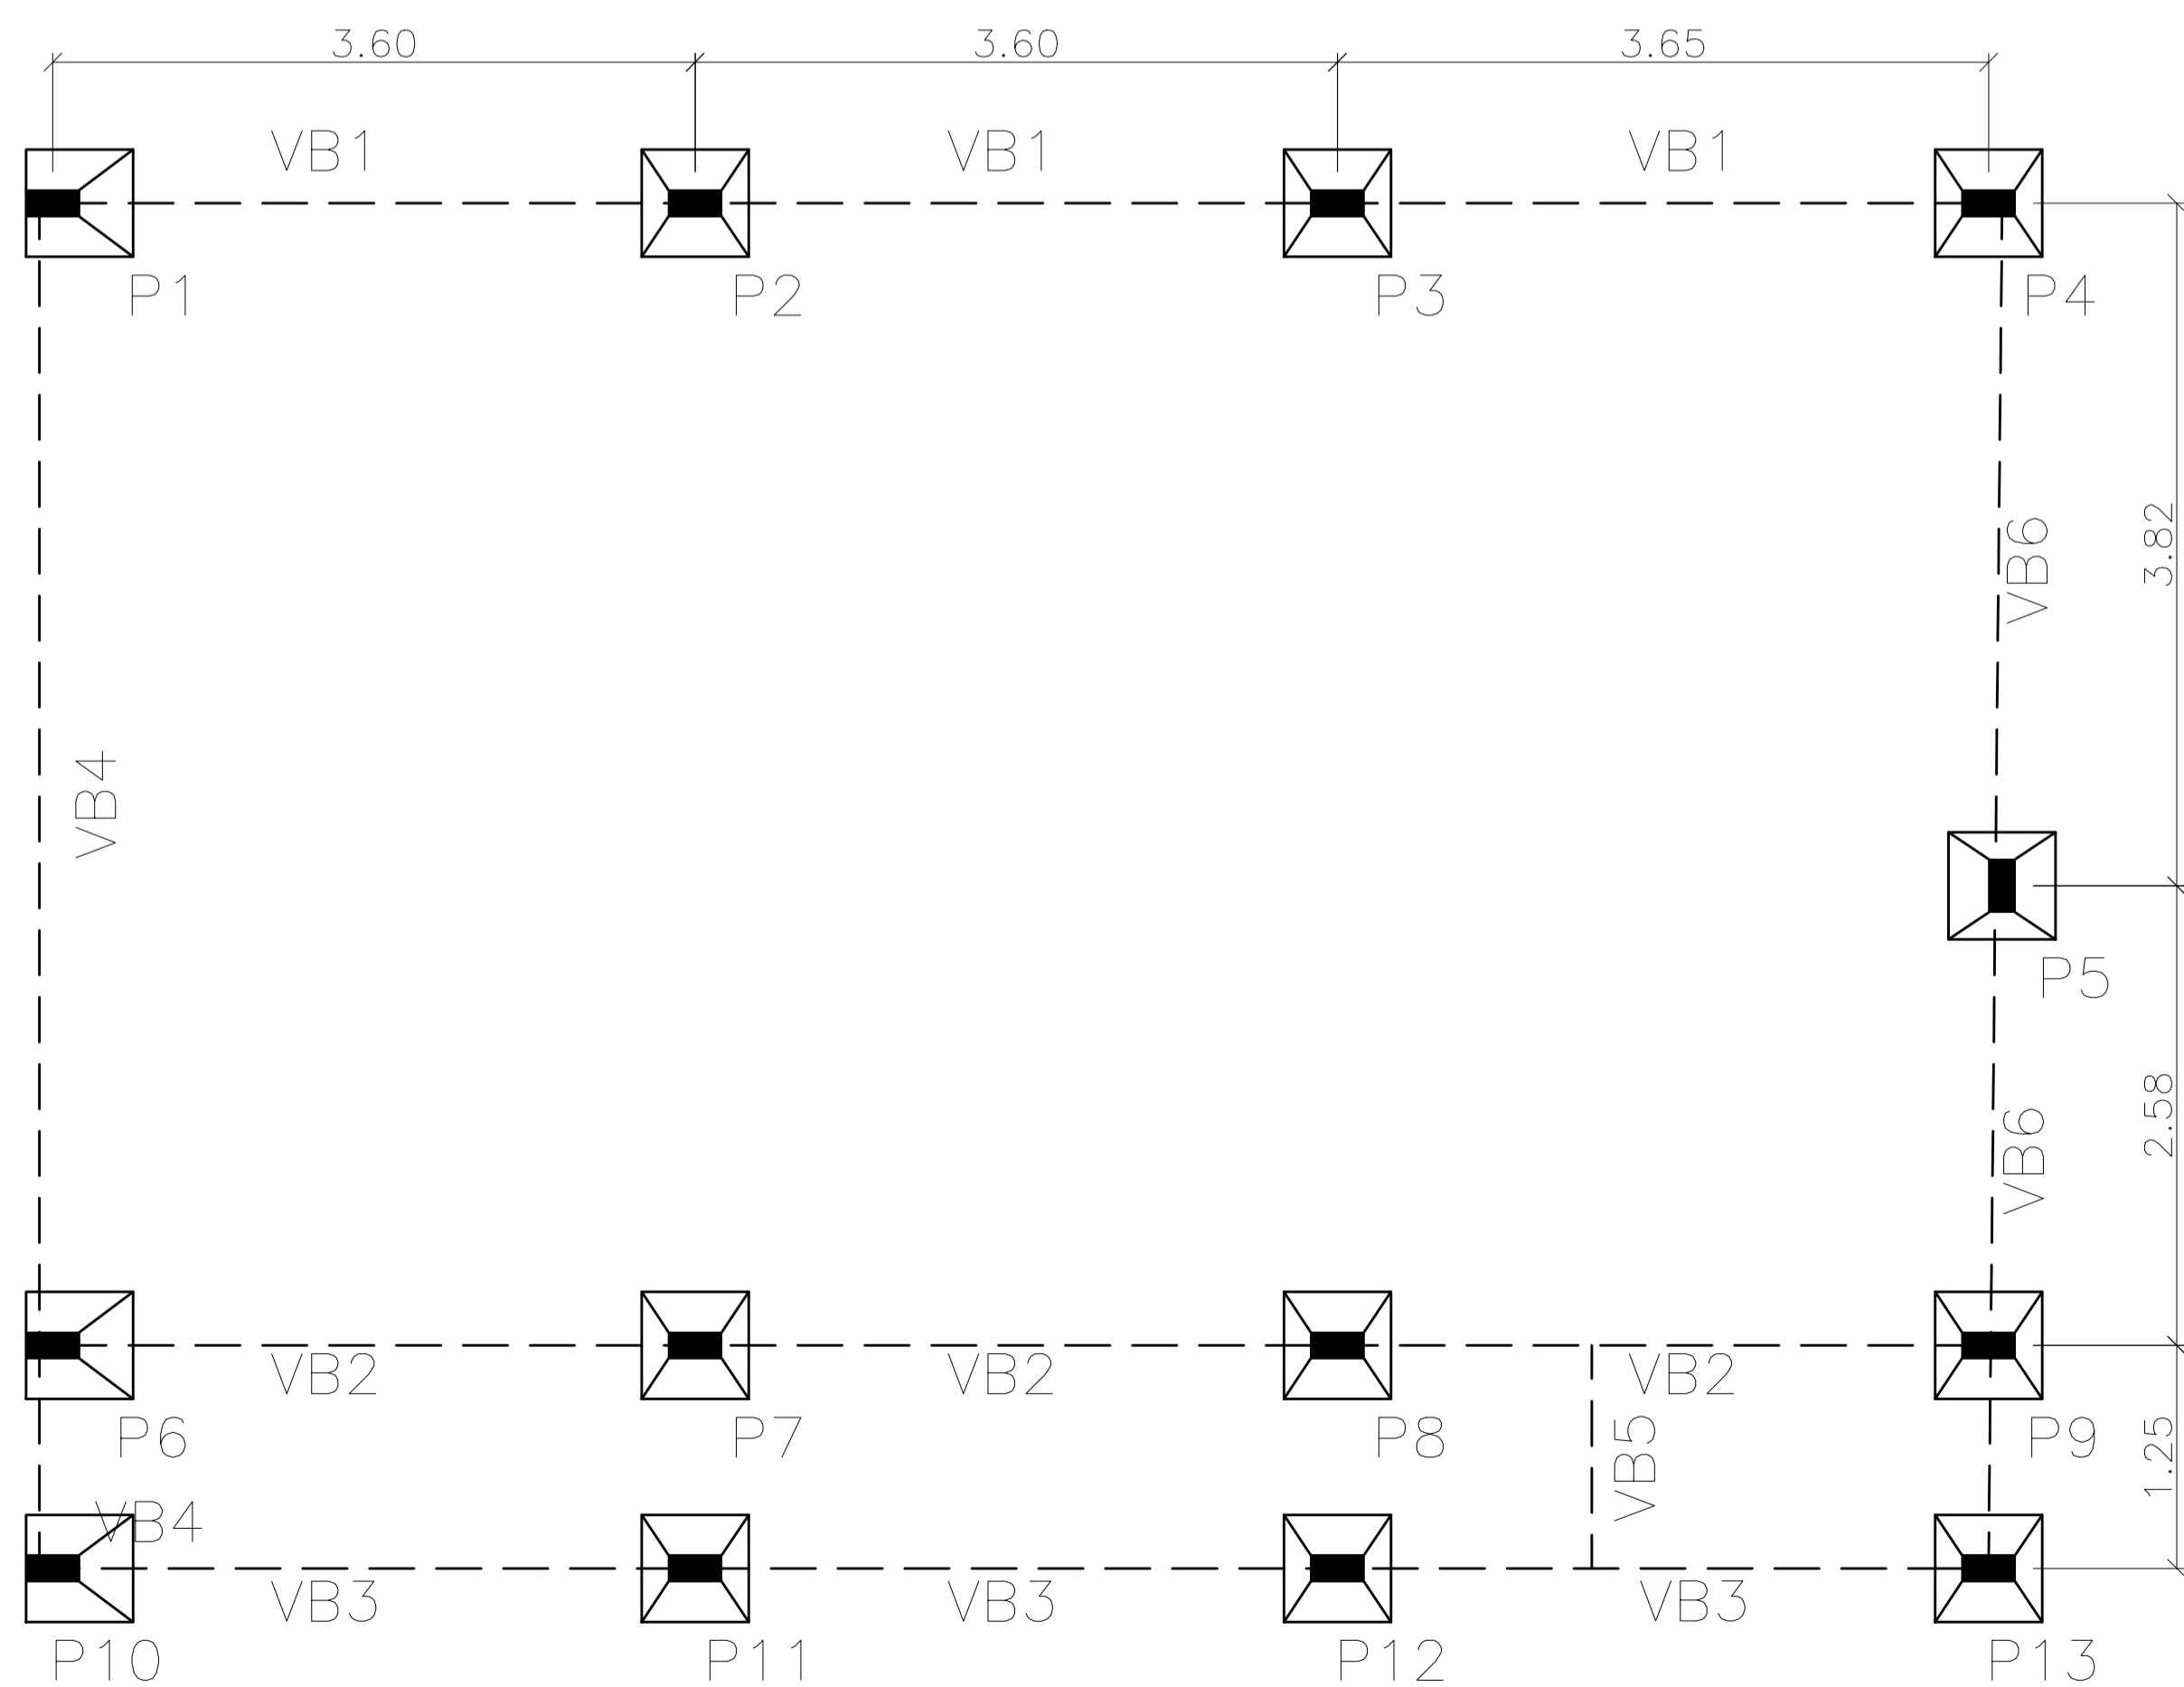 3.60 3.60 3.65
VB1 VB1 VB1
P1 P2 P3 P4
3.82
VB6
VB4
P5
2.58
VB6
VB2 VB2 VB2
P6 P7 P8 P9
1.25
VB5
VB4
VB3 VB3 VB3
P10 P11 P12 P13